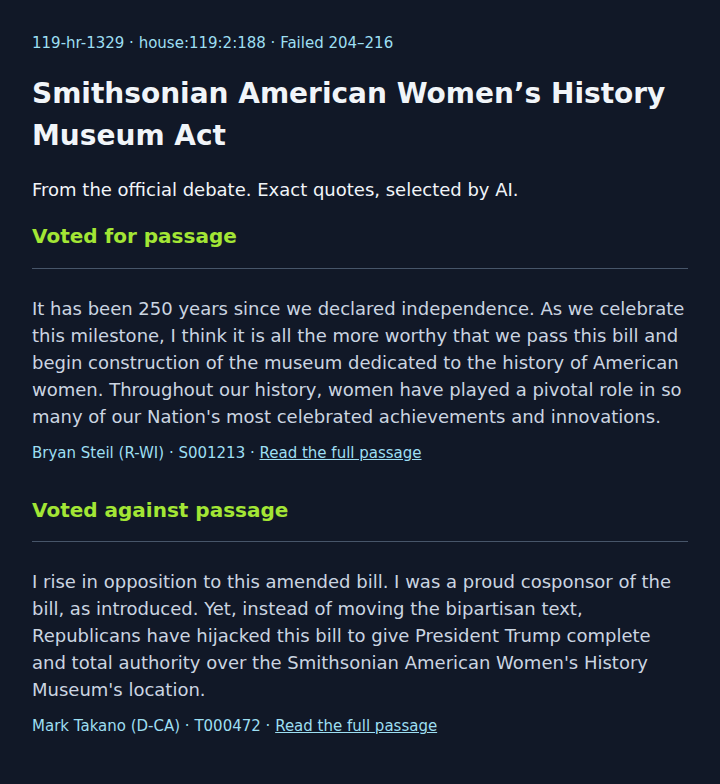 119-hr-1329 · house:119:2:188 · Failed 204–216
Smithsonian American Women’s History
Museum Act
From the official debate. Exact quotes, selected by AI.
Voted for passage
It has been 250 years since we declared independence. As we celebrate
this milestone, I think it is all the more worthy that we pass this bill and
begin construction of the museum dedicated to the history of American
women. Throughout our history, women have played a pivotal role in so
many of our Nation's most celebrated achievements and innovations.
Bryan Steil (R-WI) · S001213 · Read the full passage
Voted against passage
I rise in opposition to this amended bill. I was a proud cosponsor of the
bill, as introduced. Yet, instead of moving the bipartisan text,
Republicans have hijacked this bill to give President Trump complete
and total authority over the Smithsonian American Women's History
Museum's location.
Mark Takano (D-CA) · T000472 · Read the full passage